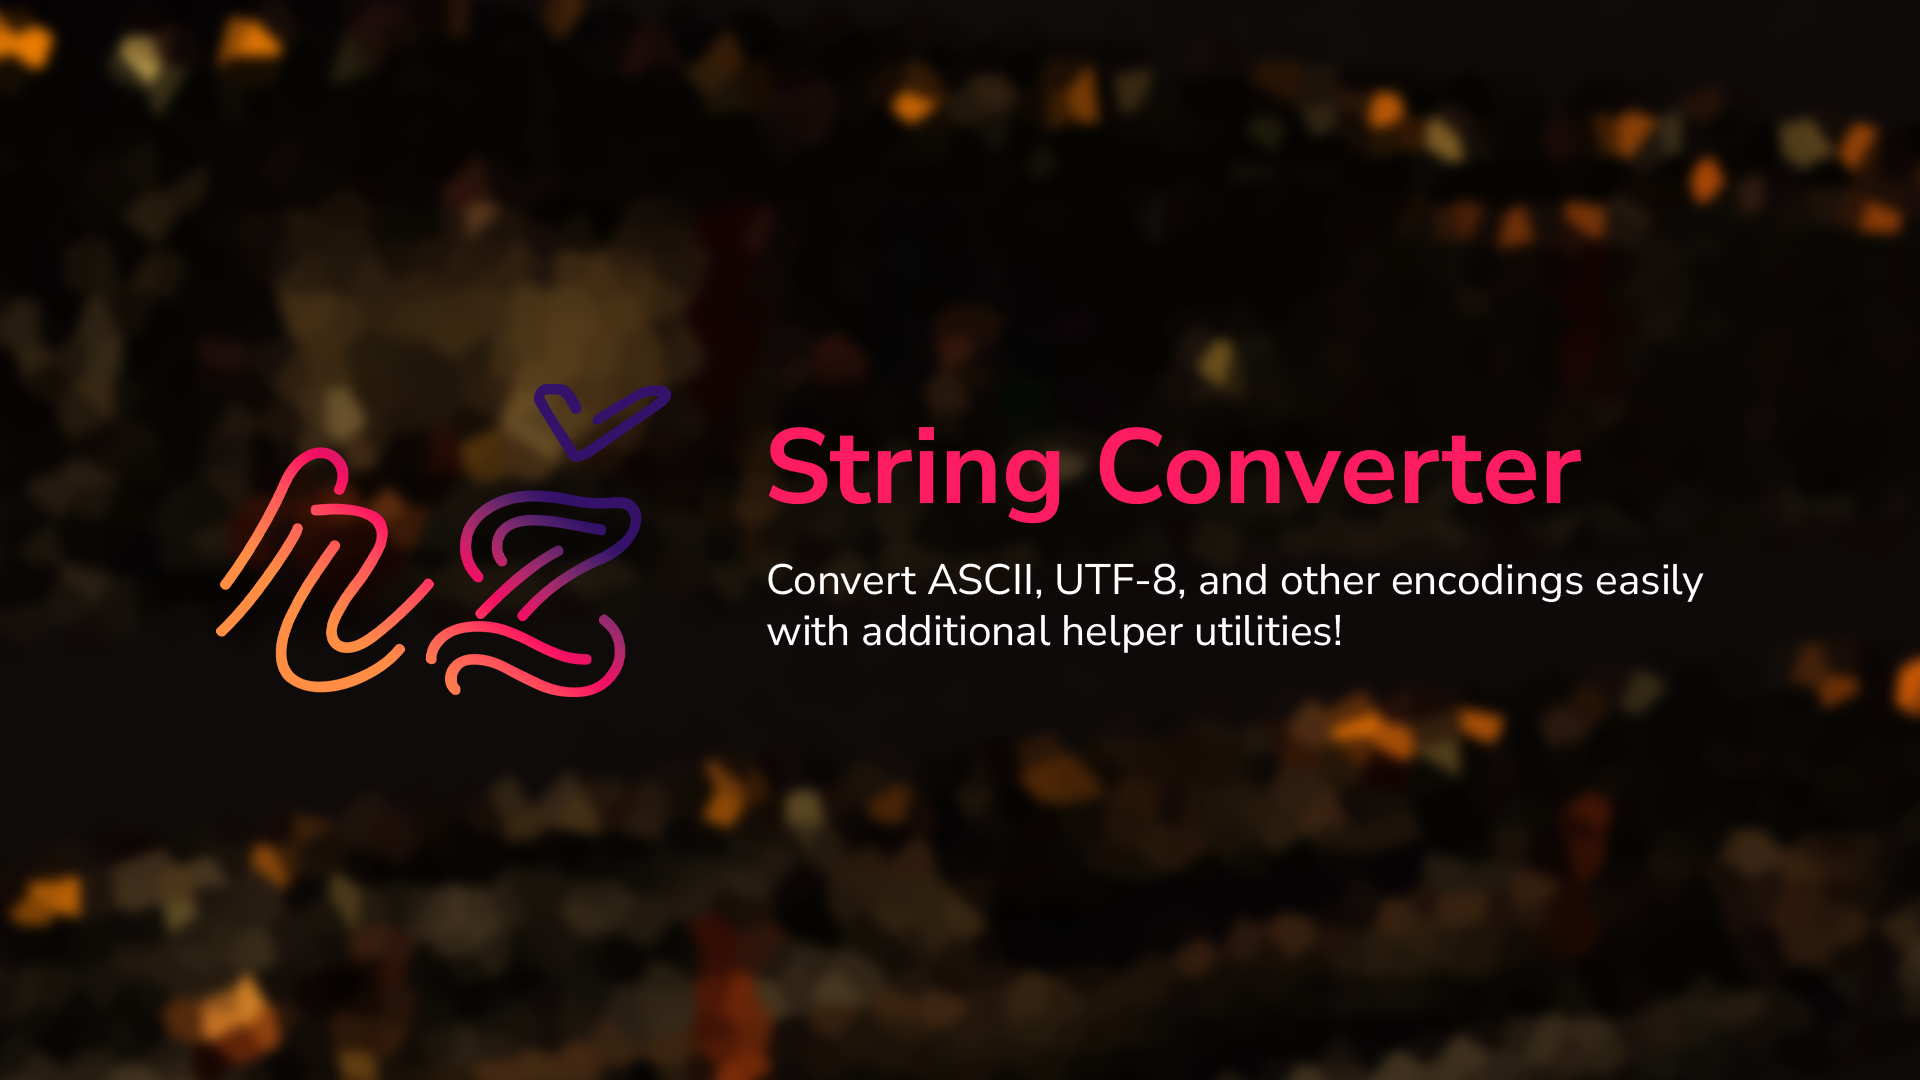 String Converter
Convert ASCII, UTF-8, and other encodings easily
with additional helper utilities!